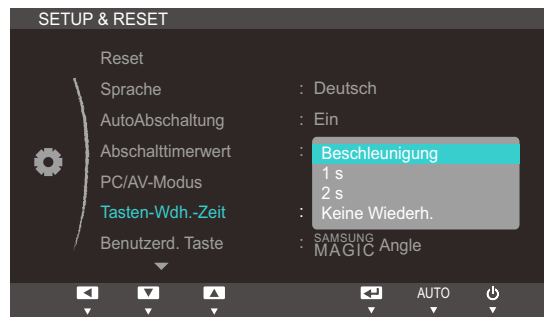 SETUP & RESET
Reset
Sprache : Deutsch
AutoAbschaltung : Ein
Abschalttimerwert :
Beschleunigung
1 s
2 s
Keine Wiederh.
PC/AV-Modus
Tasten-Wdh.-Zeit :
Benutzerd. Taste : SAMSUNG MAGIC Angle
AUTO